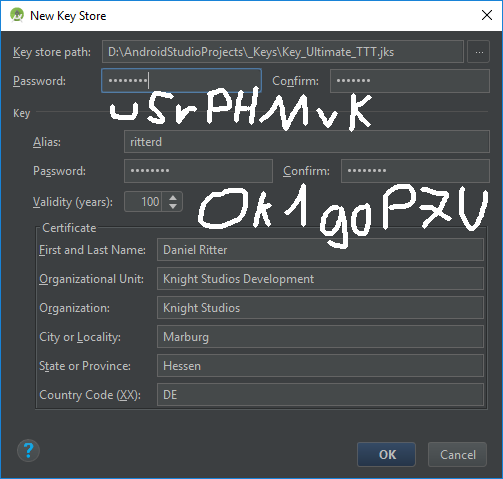 New Key Store
Key store path: D:\AndroidStudioProjects\_Keys\Key_Ultimate_TTT.jks ...
Password: •••••••• Confirm: •••••••
uSrPHMvK
Key
Alias: ritterd
Password: •••••••• Confirm: ••••••••
Validity (years): 100
Ok1goP7U
Certificate
First and Last Name: Daniel Ritter
Organizational Unit: Knight Studios Development
Organization: Knight Studios
City or Locality: Marburg
State or Province: Hessen
Country Code (XX): DE
? OK Cancel